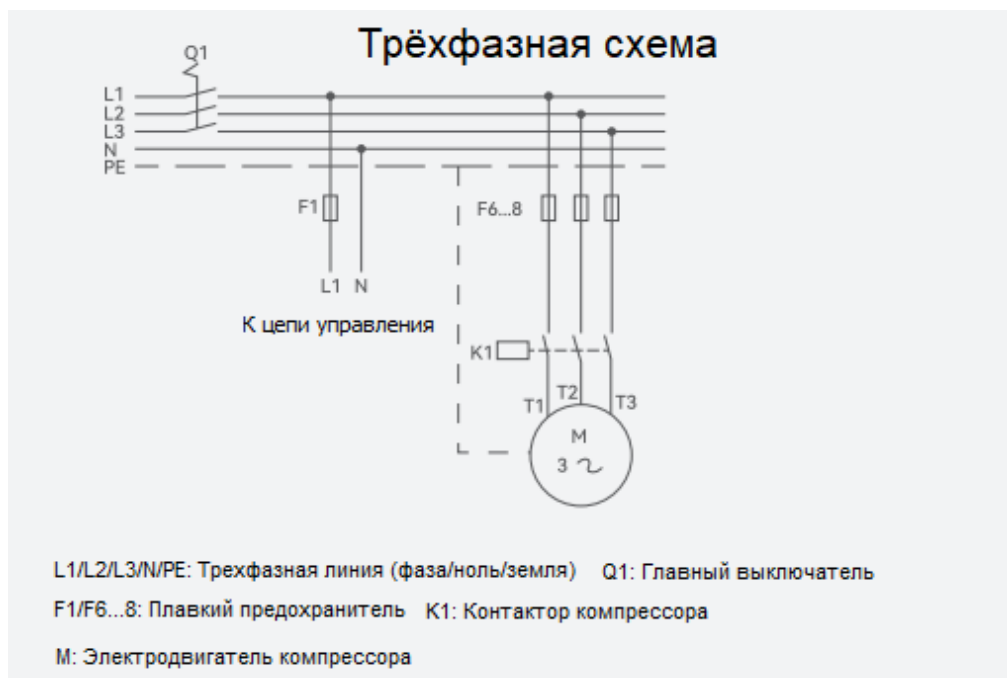 Трёхфазная схема
Q1
L1
L2
L3
N
PE
F1
F6...8
L1 N
К цепи управления
K1
T1 T2 T3
M
3
L1/L2/L3/N/PE: Трехфазная линия (фаза/ноль/земля) Q1: Главный выключатель
F1/F6...8: Плавкий предохранитель K1: Контактор компрессора
M: Электродвигатель компрессора